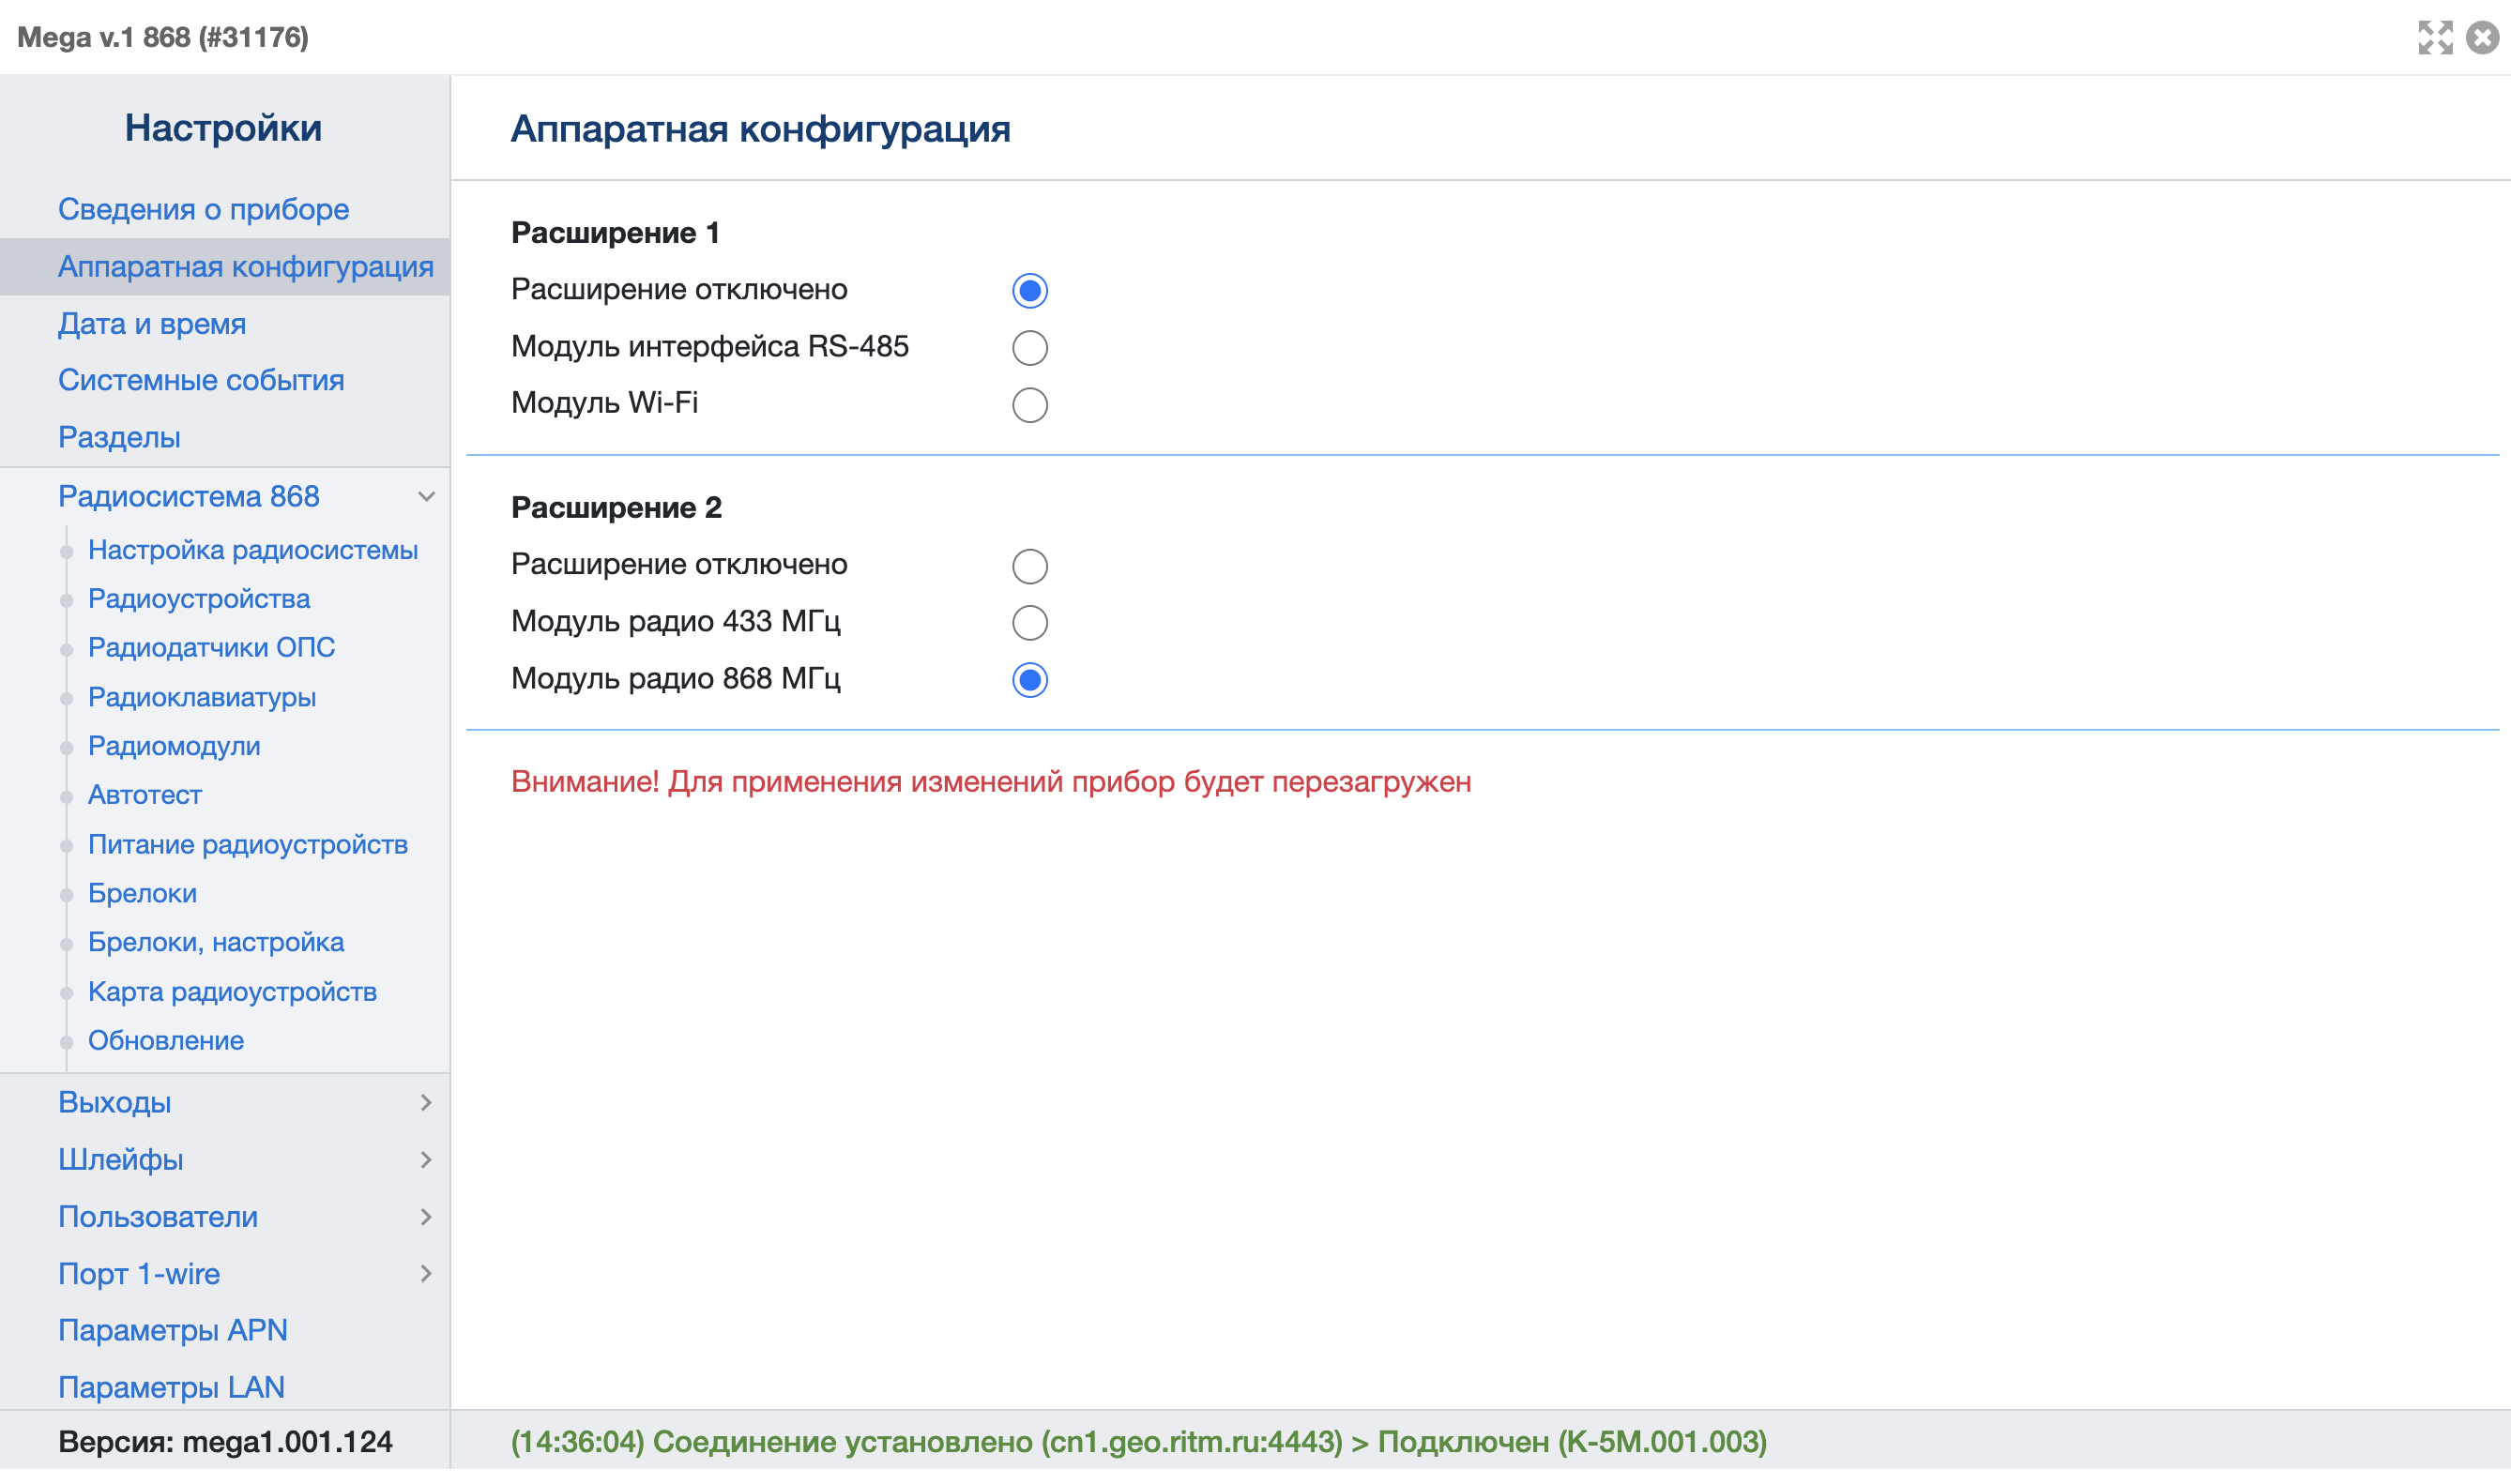 Mega v.1 868 (#31176)
Настройки
Сведения о приборе
Аппаратная конфигурация
Дата и время
Системные события
Разделы
Радиосистема 868
Настройка радиосистемы
Радиоустройства
Радиодатчики ОПС
Радиоклавиатуры
Радиомодули
Автотест
Питание радиоустройств
Брелоки
Брелоки, настройка
Карта радиоустройств
Обновление
Выходы
Шлейфы
Пользователи
Порт 1-wire
Параметры APN
Параметры LAN
Версия: mega1.001.124
Аппаратная конфигурация
Расширение 1
Расширение отключено
Модуль интерфейса RS-485
Модуль Wi-Fi
Расширение 2
Расширение отключено
Модуль радио 433 МГц
Модуль радио 868 МГц
Внимание! Для применения изменений прибор будет перезагружен
(14:36:04) Соединение установлено (cn1.geo.ritm.ru:4443) > Подключен (K-5M.001.003)